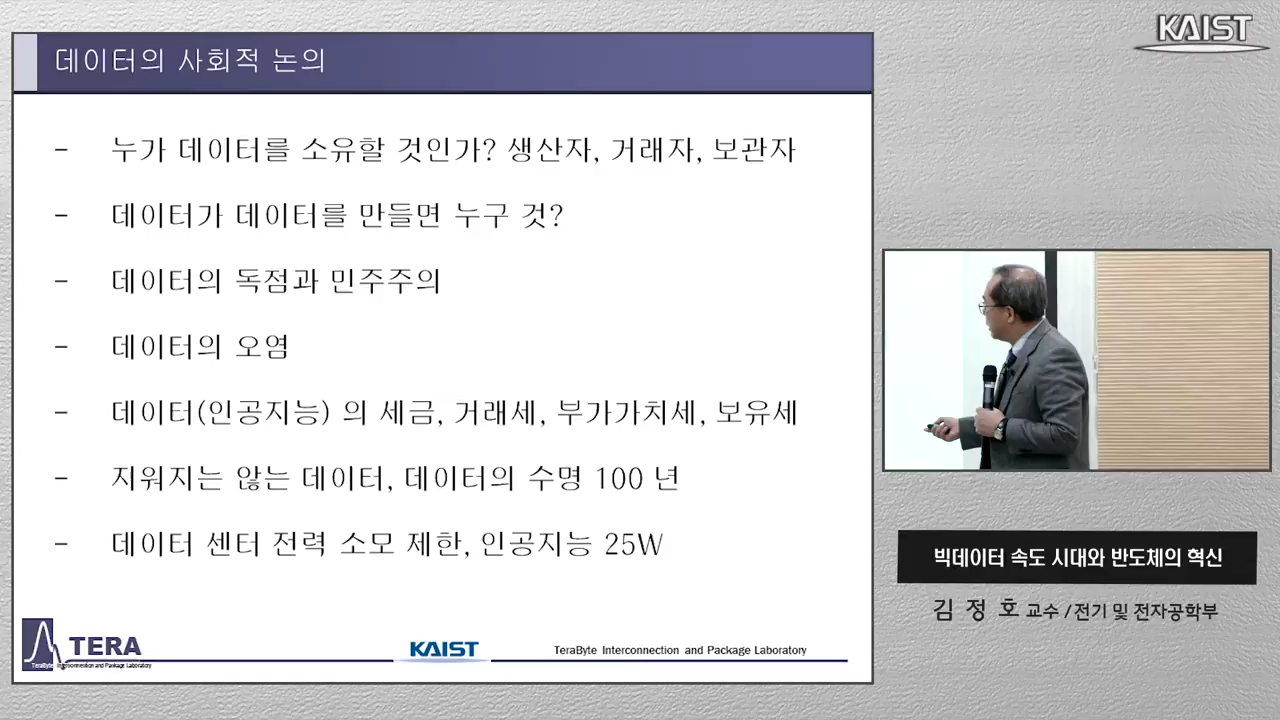 KAIST
데이터의 사회적 논의
- 누가 데이터를 소유할 것인가? 생산자, 거래자, 보관자
- 데이터가 데이터를 만들면 누구 것?
- 데이터의 독점과 민주주의
- 데이터의 오염
- 데이터(인공지능) 의 세금, 거래세, 부가가치세, 보유세
- 지워지는 않는 데이터, 데이터의 수명 100 년
- 데이터 센터 전력 소모 제한, 인공지능 25W
TERA
TeraByte Interconnection and Package Laboratory
KAIST
TeraByte Interconnection and Package Laboratory
빅데이터 속도 시대와 반도체의 혁신
김 정 호 교수 / 전기 및 전자공학부